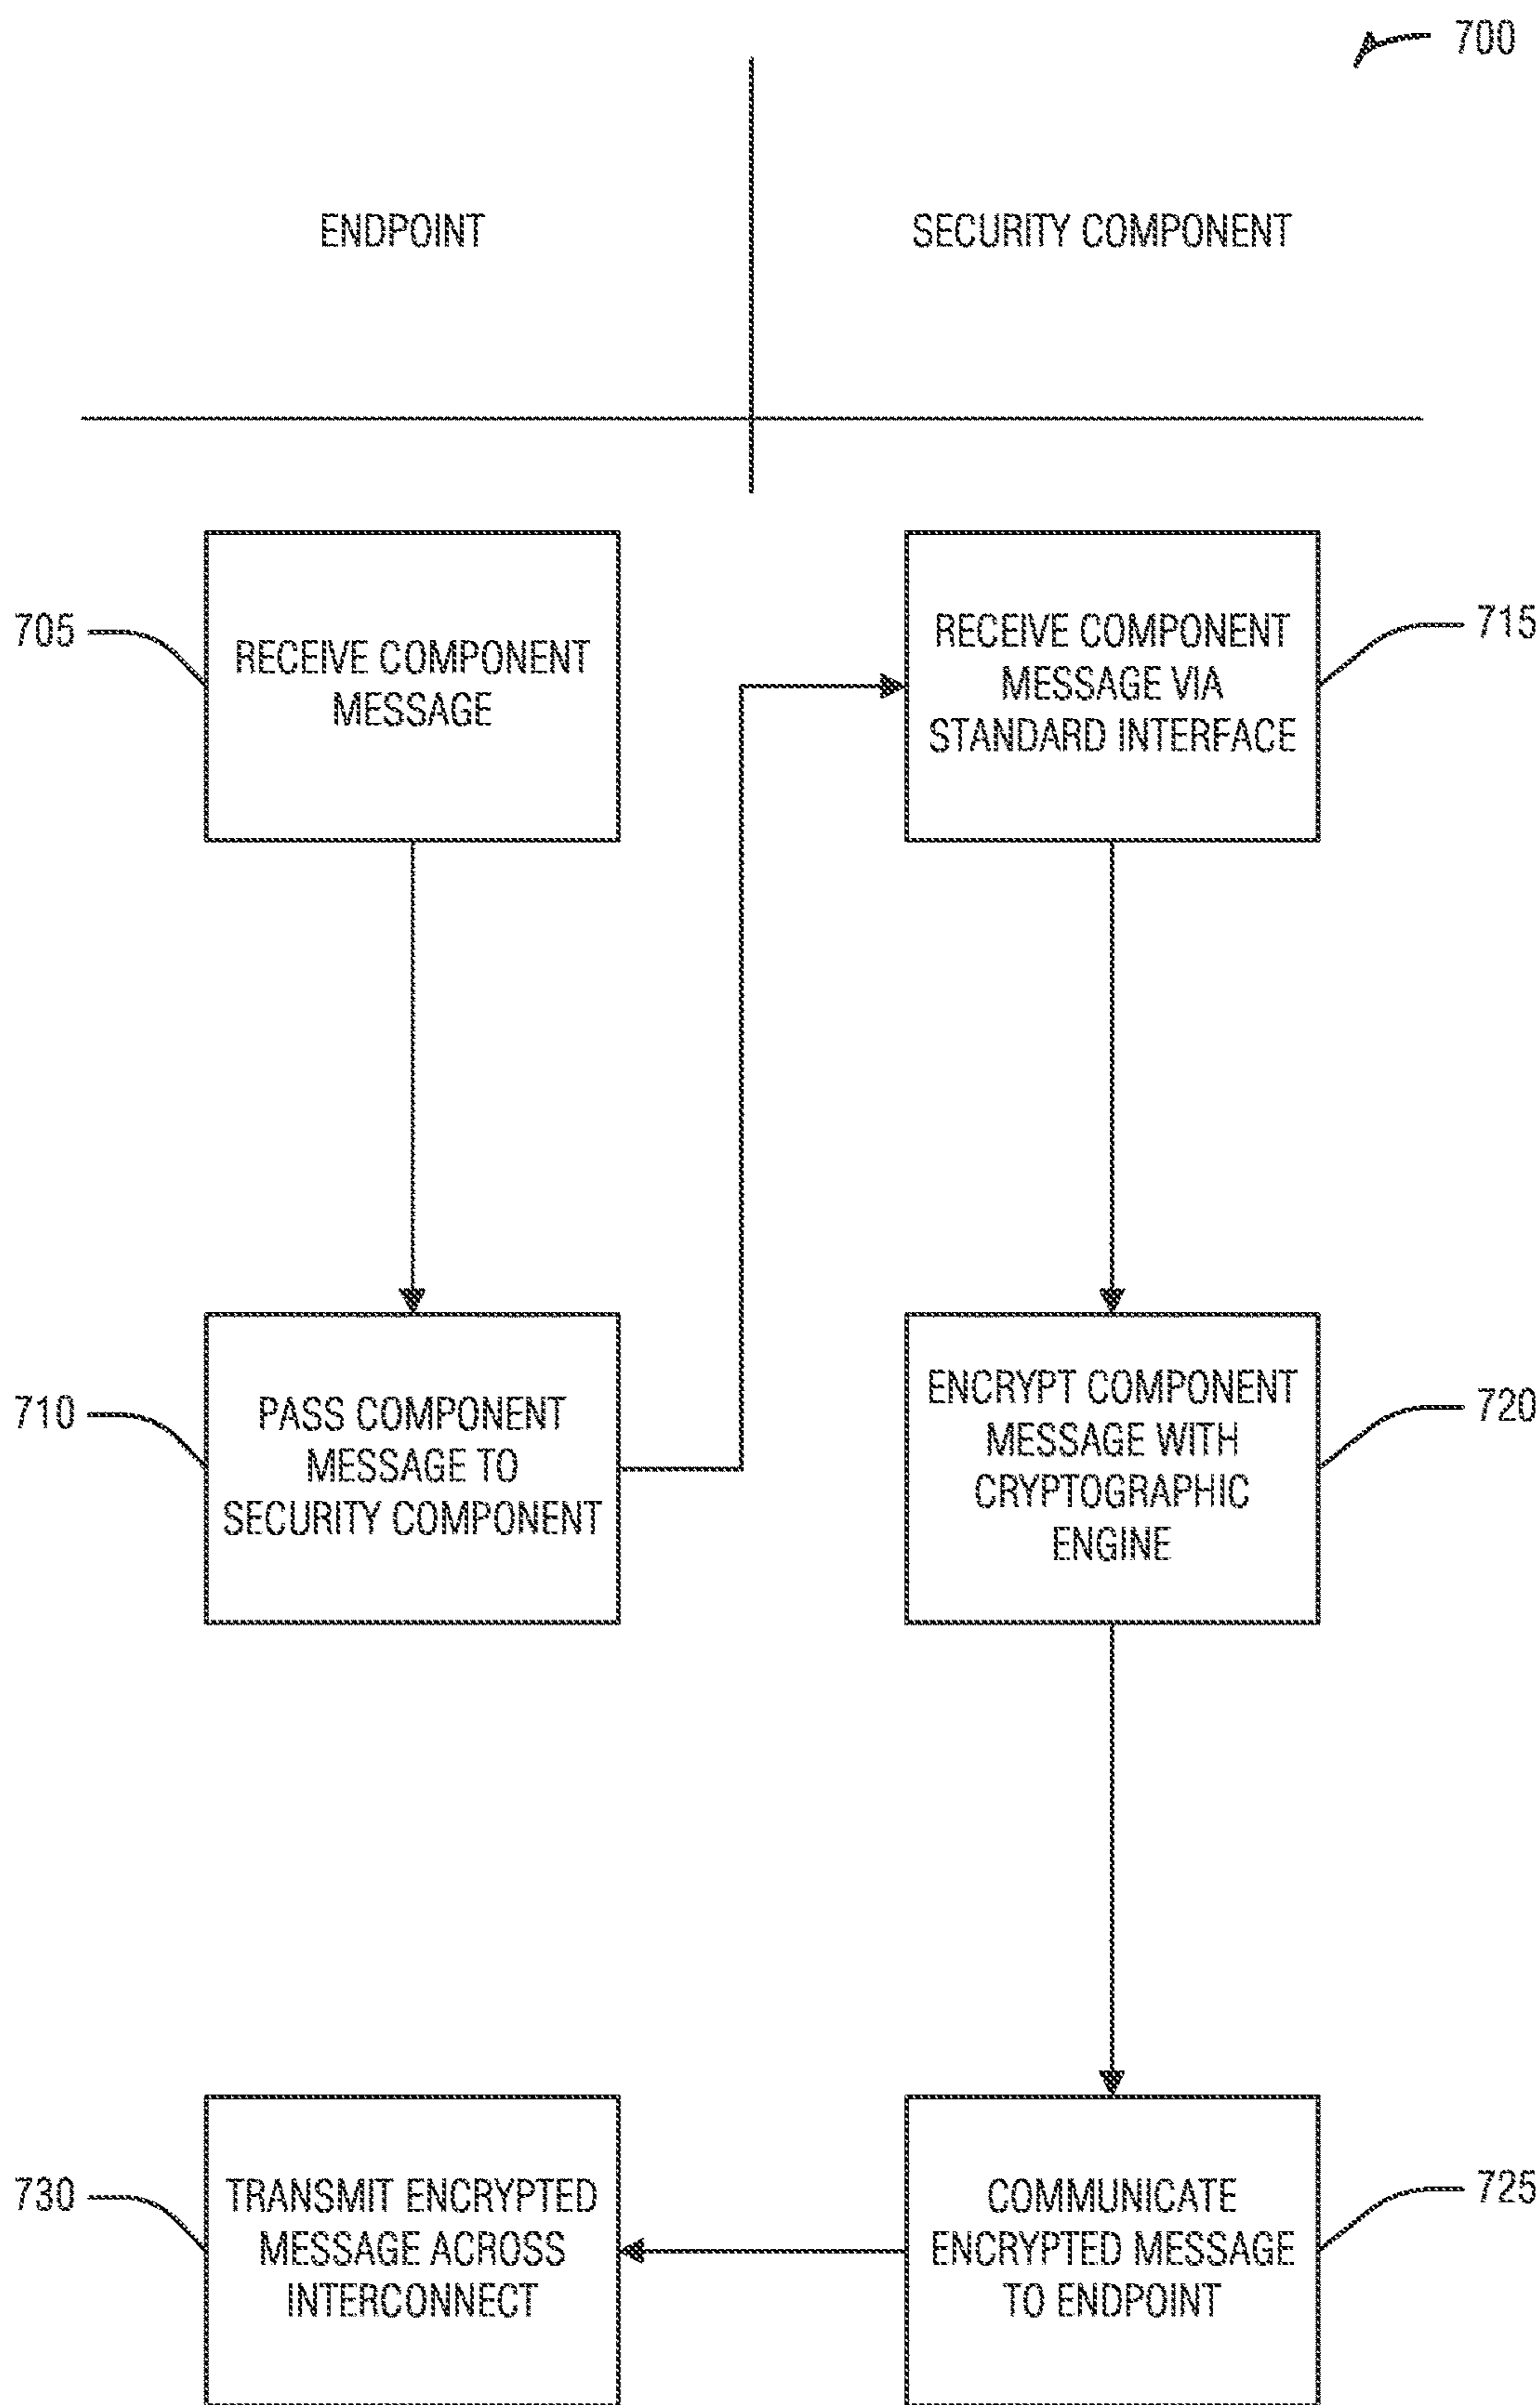 700
ENDPOINT
SECURITY COMPONENT
705
RECEIVE COMPONENT
MESSAGE
RECEIVE COMPONENT
MESSAGE VIA
STANDARD INTERFACE
715
710
PASS COMPONENT
MESSAGE TO
SECURITY COMPONENT
ENCRYPT COMPONENT
MESSAGE WITH
CRYPTOGRAPHIC
ENGINE
720
730
TRANSMIT ENCRYPTED
MESSAGE ACROSS
INTERCONNECT
COMMUNICATE
ENCRYPTED MESSAGE
TO ENDPOINT
725